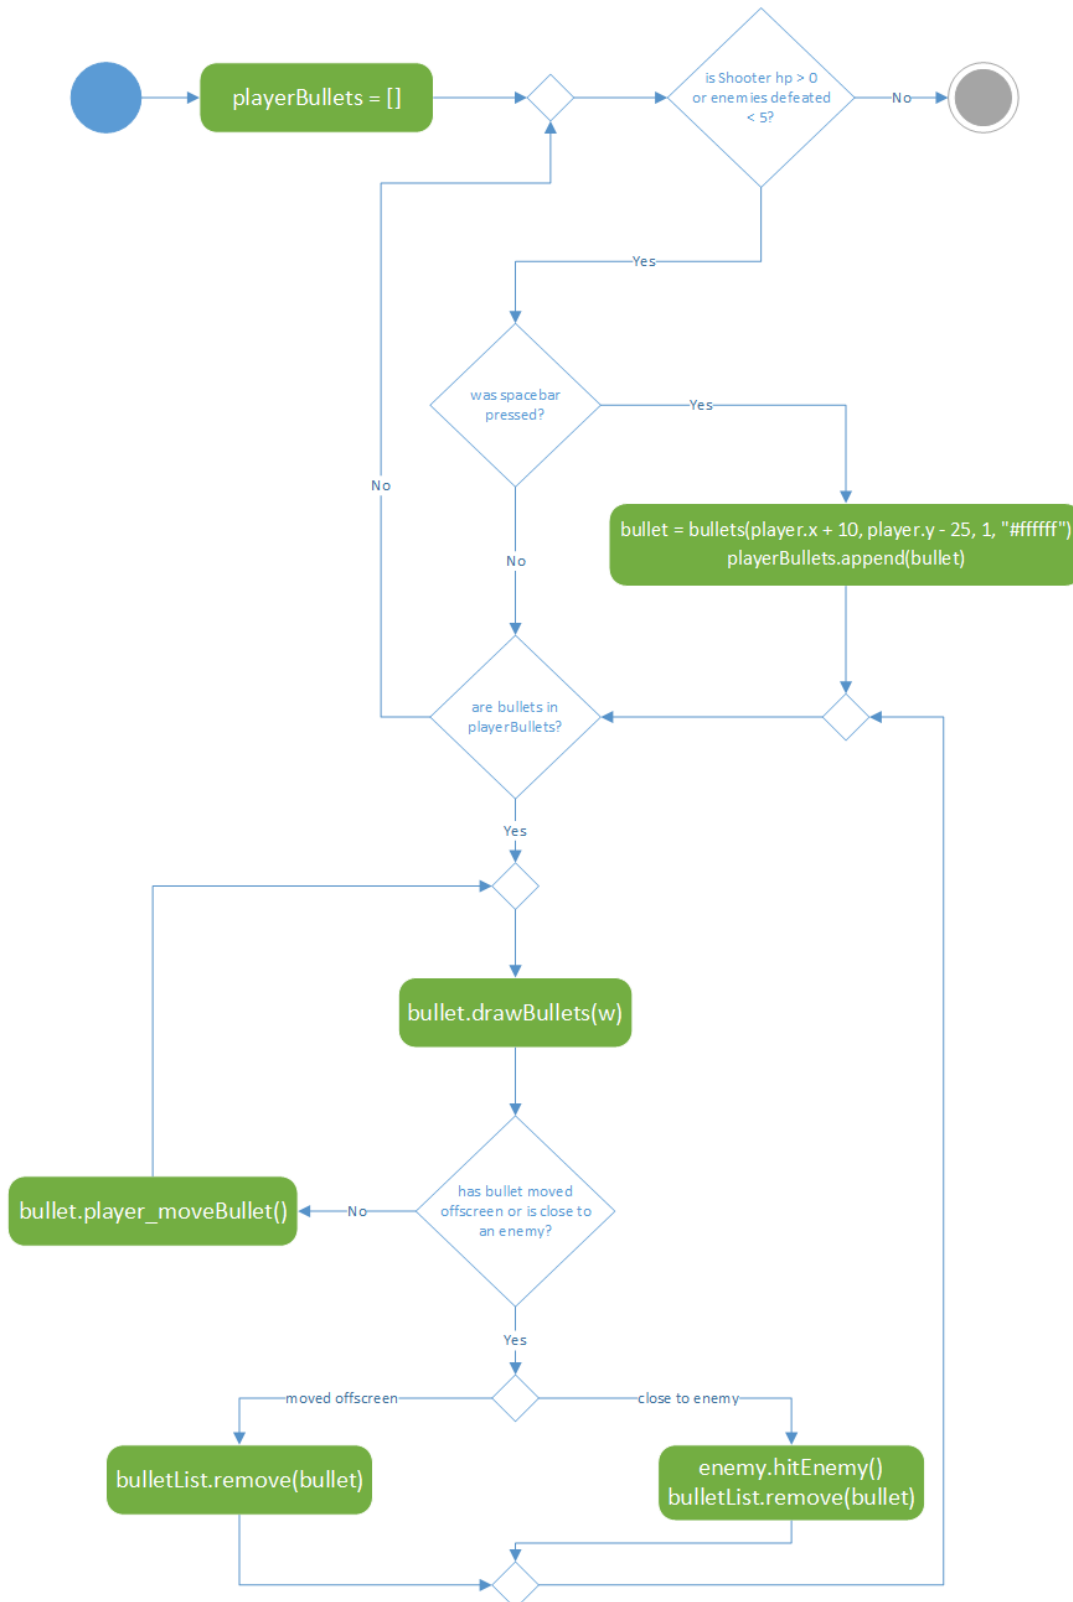 playerBullets = []
is Shooter hp > 0
or enemies defeated
< 5?
No
Yes
was spacebar
pressed?
Yes
No
bullet = bullets(player.x + 10, player.y - 25, 1, "#ffffff")
playerBullets.append(bullet)
No
are bullets in
playerBullets?
Yes
bullet.drawBullets(w)
has bullet moved
offscreen or is close to
an enemy?
No
bullet.player_moveBullet()
Yes
moved offscreen
close to enemy
bulletList.remove(bullet)
enemy.hitEnemy()
bulletList.remove(bullet)